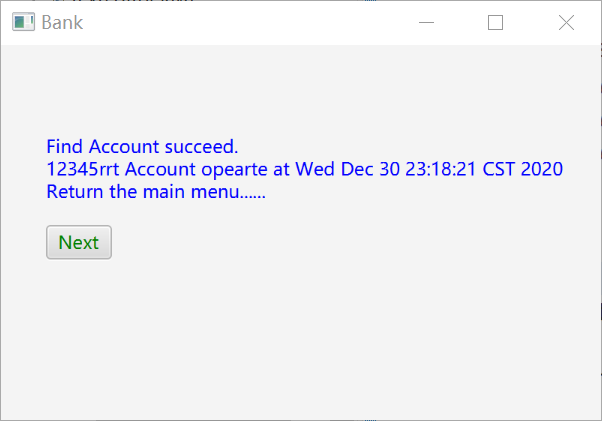 Bank
Find Account succeed.
12345rrt Account opearte at Wed Dec 30 23:18:21 CST 2020
Return the main menu......
Next